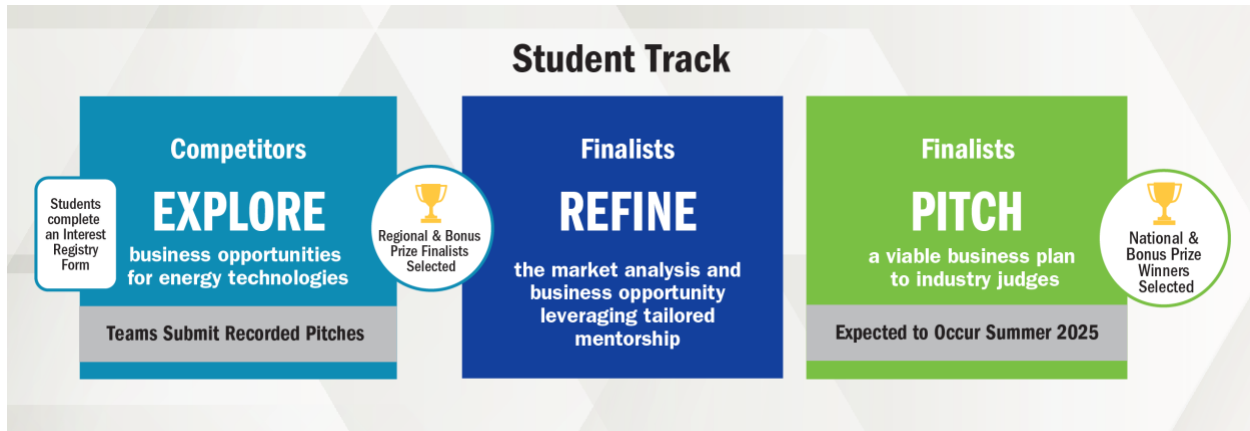 Student Track
Students
complete
an Interest
Registry
Form
Competitors
EXPLORE
business opportunities
for energy technologies
Teams Submit Recorded Pitches
Regional & Bonus
Prize Finalists
Selected
Finalists
REFINE
the market analysis and
business opportunity
leveraging tailored
mentorship
Finalists
PITCH
a viable business plan
to industry judges
Expected to Occur Summer 2025
National &
Bonus Prize
Winners
Selected